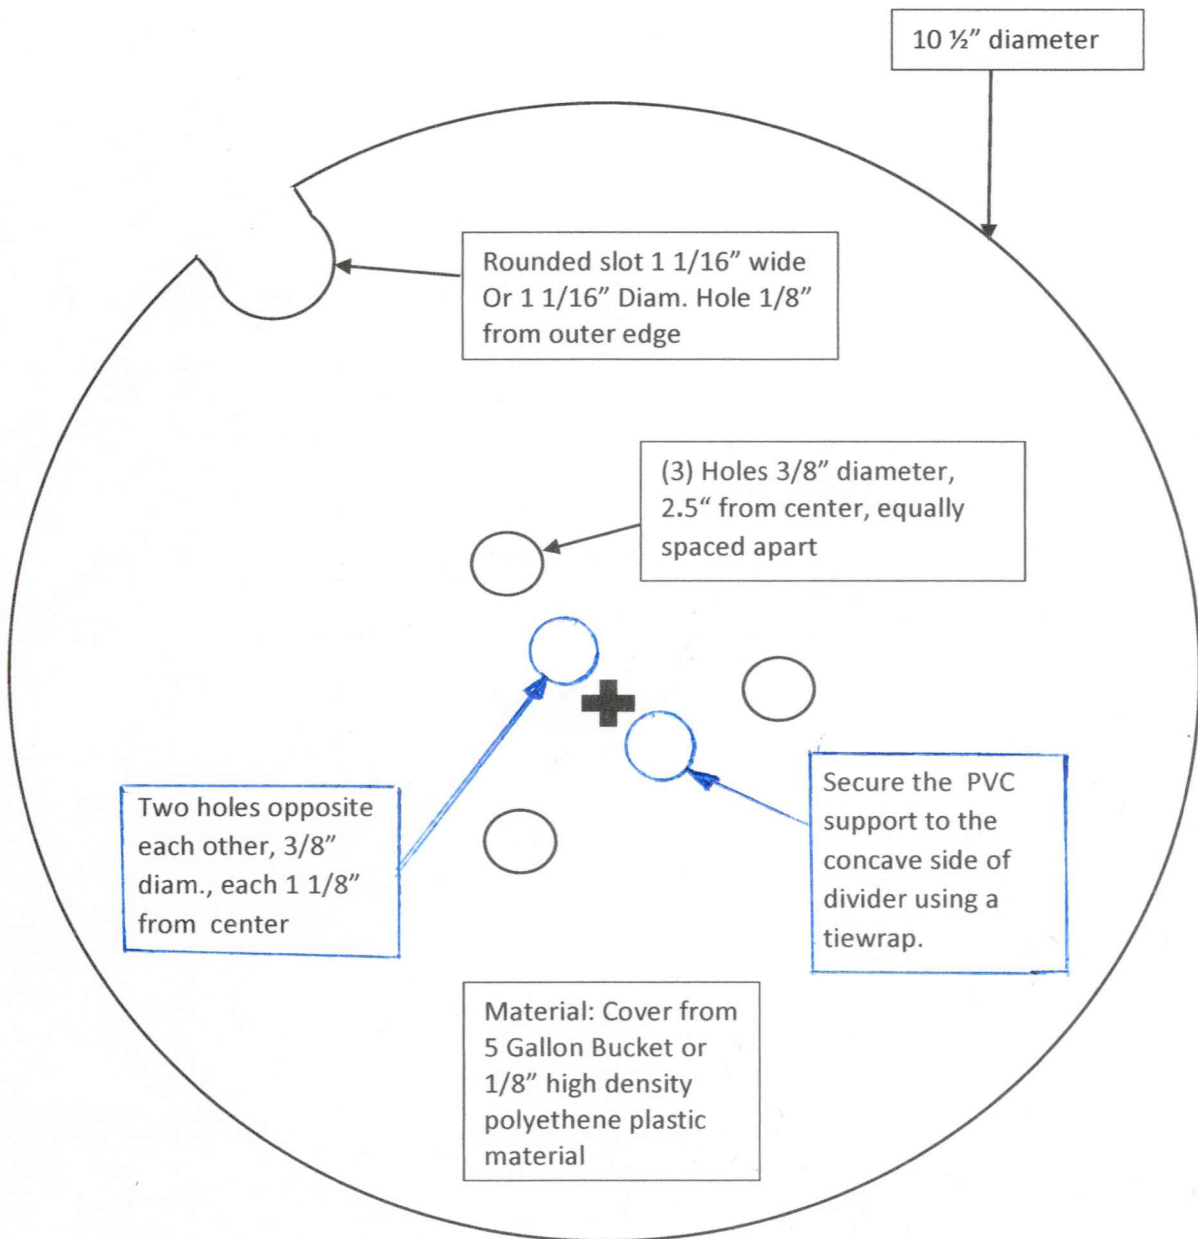 10 ½” diameter
Rounded slot 1 1/16” wide
Or 1 1/16” Diam. Hole 1/8”
from outer edge
(3) Holes 3/8” diameter,
2.5“ from center, equally
spaced apart
Two holes opposite
each other, 3/8”
diam., each 1 1/8”
from center
Secure the PVC
support to the
concave side of
divider using a
tiewrap.
Material: Cover from
5 Gallon Bucket or
1/8” high density
polyethene plastic
material